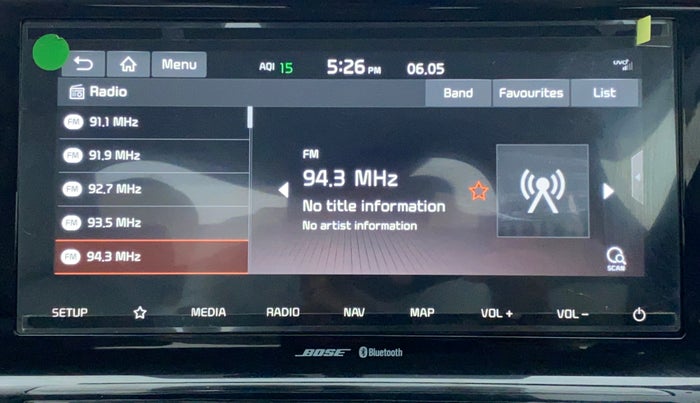 Menu AQI 15 5:26 PM 06.05 UVO
Radio Band Favourites List
FM 91.1 MHz
FM 91.9 MHz
FM 92.7 MHz
FM 93.5 MHz
FM 94.3 MHz
FM
94.3 MHz
No title information
No artist information
SCAN
SETUP MEDIA RADIO NAV MAP VOL + VOL -
BOSE Bluetooth